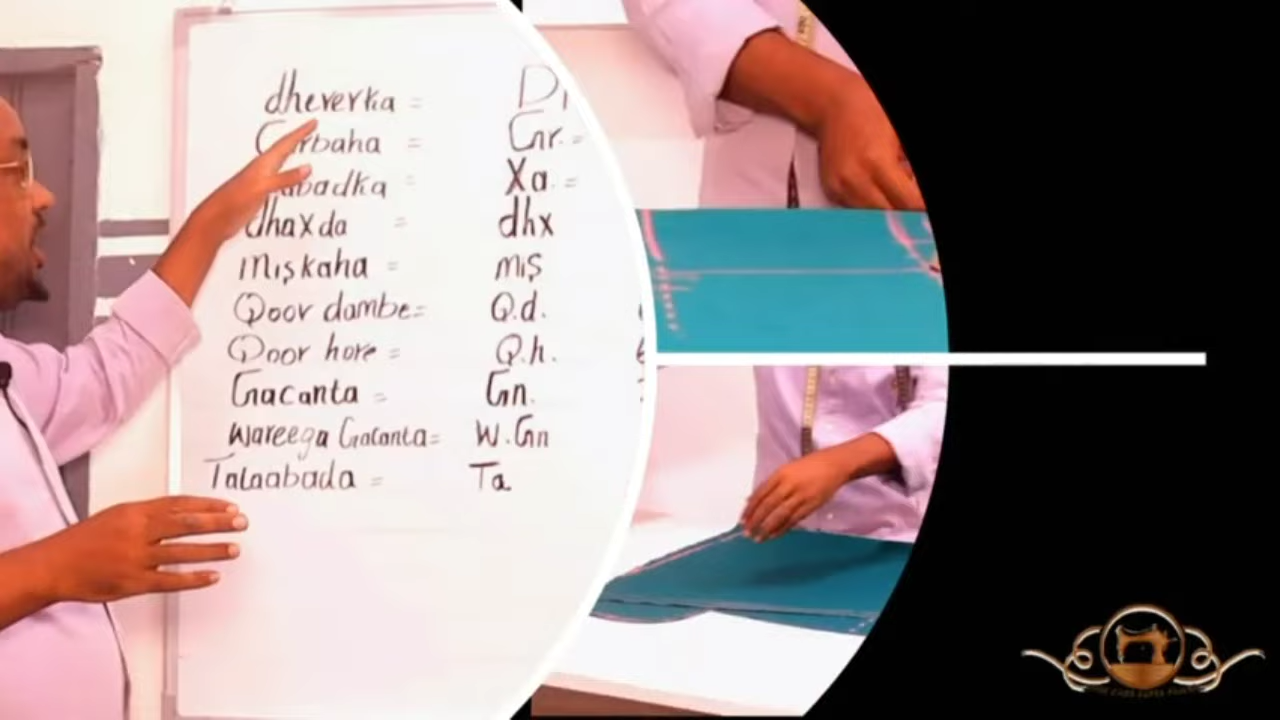 dhererka = D
Garbaha = Gr. =
Xabadka = Xa. =
dhaxda = dhx
miskaha = mis
Qoor dambe = Q.d.
Qoor hore = Q.h.
Gacanta = Gn.
Wareega Gacanta = W.Gn
Talaabada = Ta